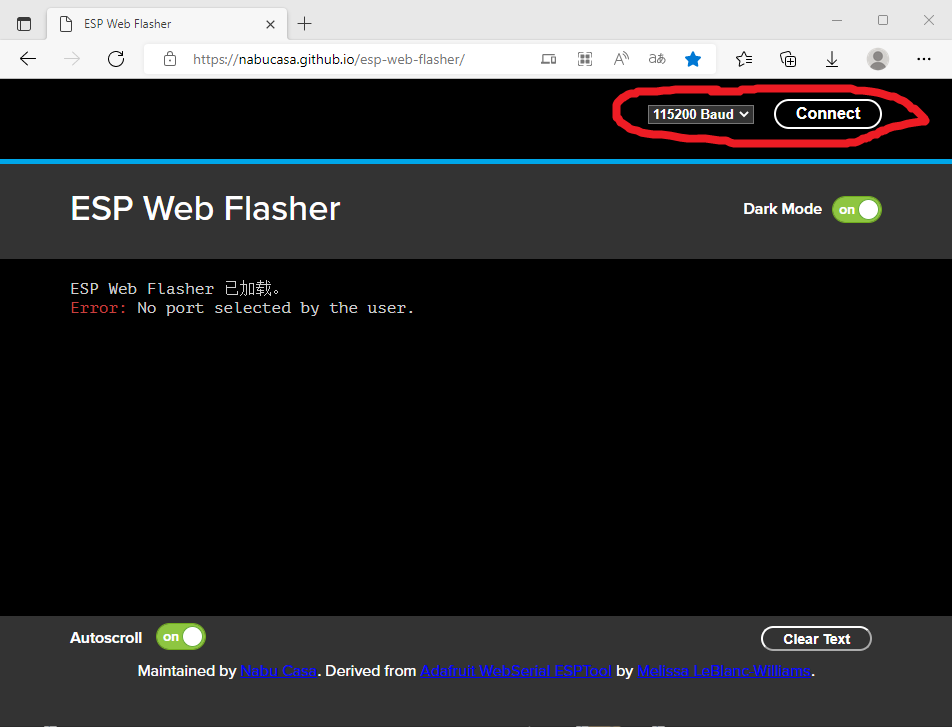 ESP Web Flasher
https://nabucasa.github.io/esp-web-flasher/
115200 Baud
Connect
ESP Web Flasher
Dark Mode
on
ESP Web Flasher 已加载。
Error: No port selected by the user.
Autoscroll
on
Clear Text
Maintained by Nabu Casa. Derived from Adafruit WebSerial ESPTool by Melissa LeBlanc-Williams.